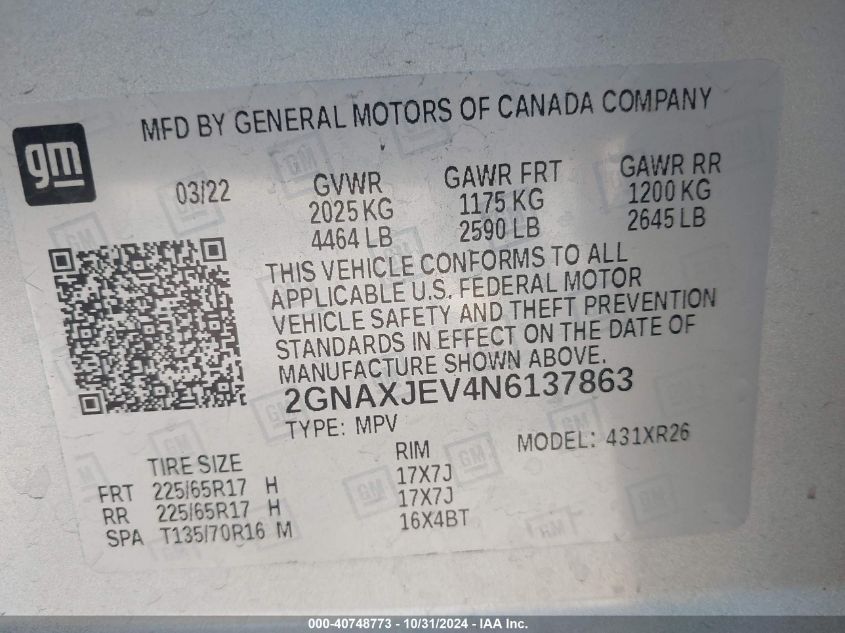 MFD BY GENERAL MOTORS OF CANADA COMPANY
gm
03/22
GVWR
2025 KG
4464 LB
GAWR FRT
1175 KG
2590 LB
GAWR RR
1200 KG
2645 LB
THIS VEHICLE CONFORMS TO ALL
APPLICABLE U.S. FEDERAL MOTOR
VEHICLE SAFETY AND THEFT PREVENTION
STANDARDS IN EFFECT ON THE DATE OF
MANUFACTURE SHOWN ABOVE.
2GNAXJEV4N6137863
TYPE: MPV
MODEL: 431XR26
TIRE SIZE
RIM
FRT 225/65R17 H 17X7J
RR 225/65R17 H 17X7J
SPA T135/70R16 M 16X4BT
000-40748773 - 10/31/2024 - IAA Inc.